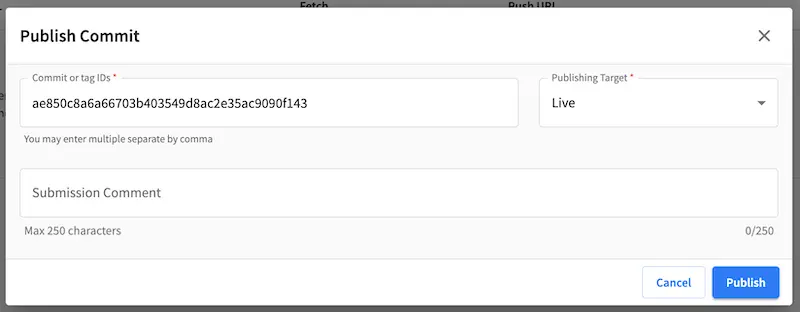 Fetch
Push URL
Publish Commit
Commit or tag IDs *
Publishing Target *
ae850c8a6a66703b403549d8ac2e35ac9090f143
Live
You may enter multiple separate by comma
Submission Comment
Max 250 characters
0/250
Cancel
Publish